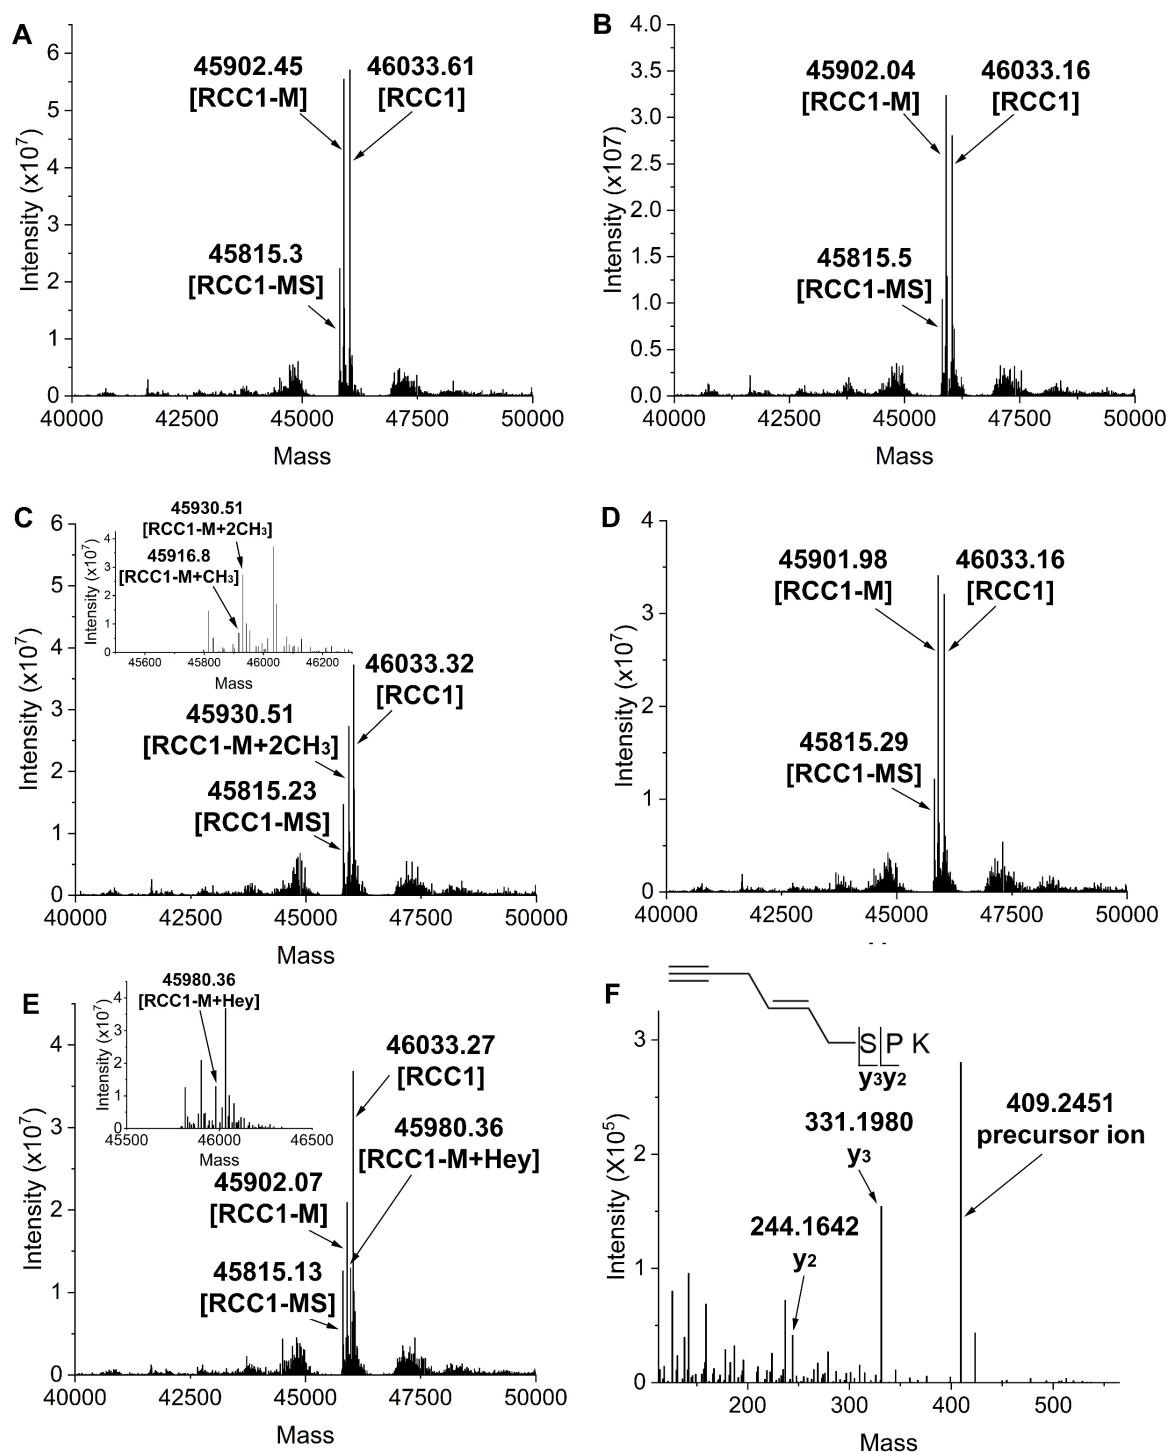 A
45902.45
[RCC1-M]
46033.61
[RCC1]
45815.3
[RCC1-MS]
Intensity (x10⁷)
6
5
4
3
2
1
0
40000 42500 45000 47500 50000
Mass
B
45902.04
[RCC1-M]
46033.16
[RCC1]
45815.5
[RCC1-MS]
Intensity (x107)
4.0
3.5
3.0
2.5
2.0
1.5
1.0
0.5
0.0
40000 42500 45000 47500 50000
Mass
C
45930.51
[RCC1-M+2CH₃]
45916.8
[RCC1-M+CH₃]
Intensity (x10⁷)
4
3
2
1
0
45600 45800 46000 46200
Mass
46033.32
[RCC1]
45930.51
[RCC1-M+2CH₃]
45815.23
[RCC1-MS]
Intensity (x10⁷)
6
5
4
3
2
1
0
40000 42500 45000 47500 50000
Mass
D
45901.98
[RCC1-M]
46033.16
[RCC1]
45815.29
[RCC1-MS]
Intensity (x10⁷)
4
3
2
1
0
40000 42500 45000 47500 50000
E
45980.36
[RCC1-M+Hey]
Intensity (x10⁷)
4
3
2
1
0
45500 46000 46500
Mass
46033.27
[RCC1]
45980.36
[RCC1-M+Hey]
45902.07
[RCC1-M]
45815.13
[RCC1-MS]
Intensity (x10⁷)
4
3
2
1
0
40000 42500 45000 47500 50000
Mass
F
S P K
y₃y₂
409.2451
precursor ion
331.1980
y₃
244.1642
y₂
Intensity (X10⁵)
3
2
1
0
200 300 400 500
Mass